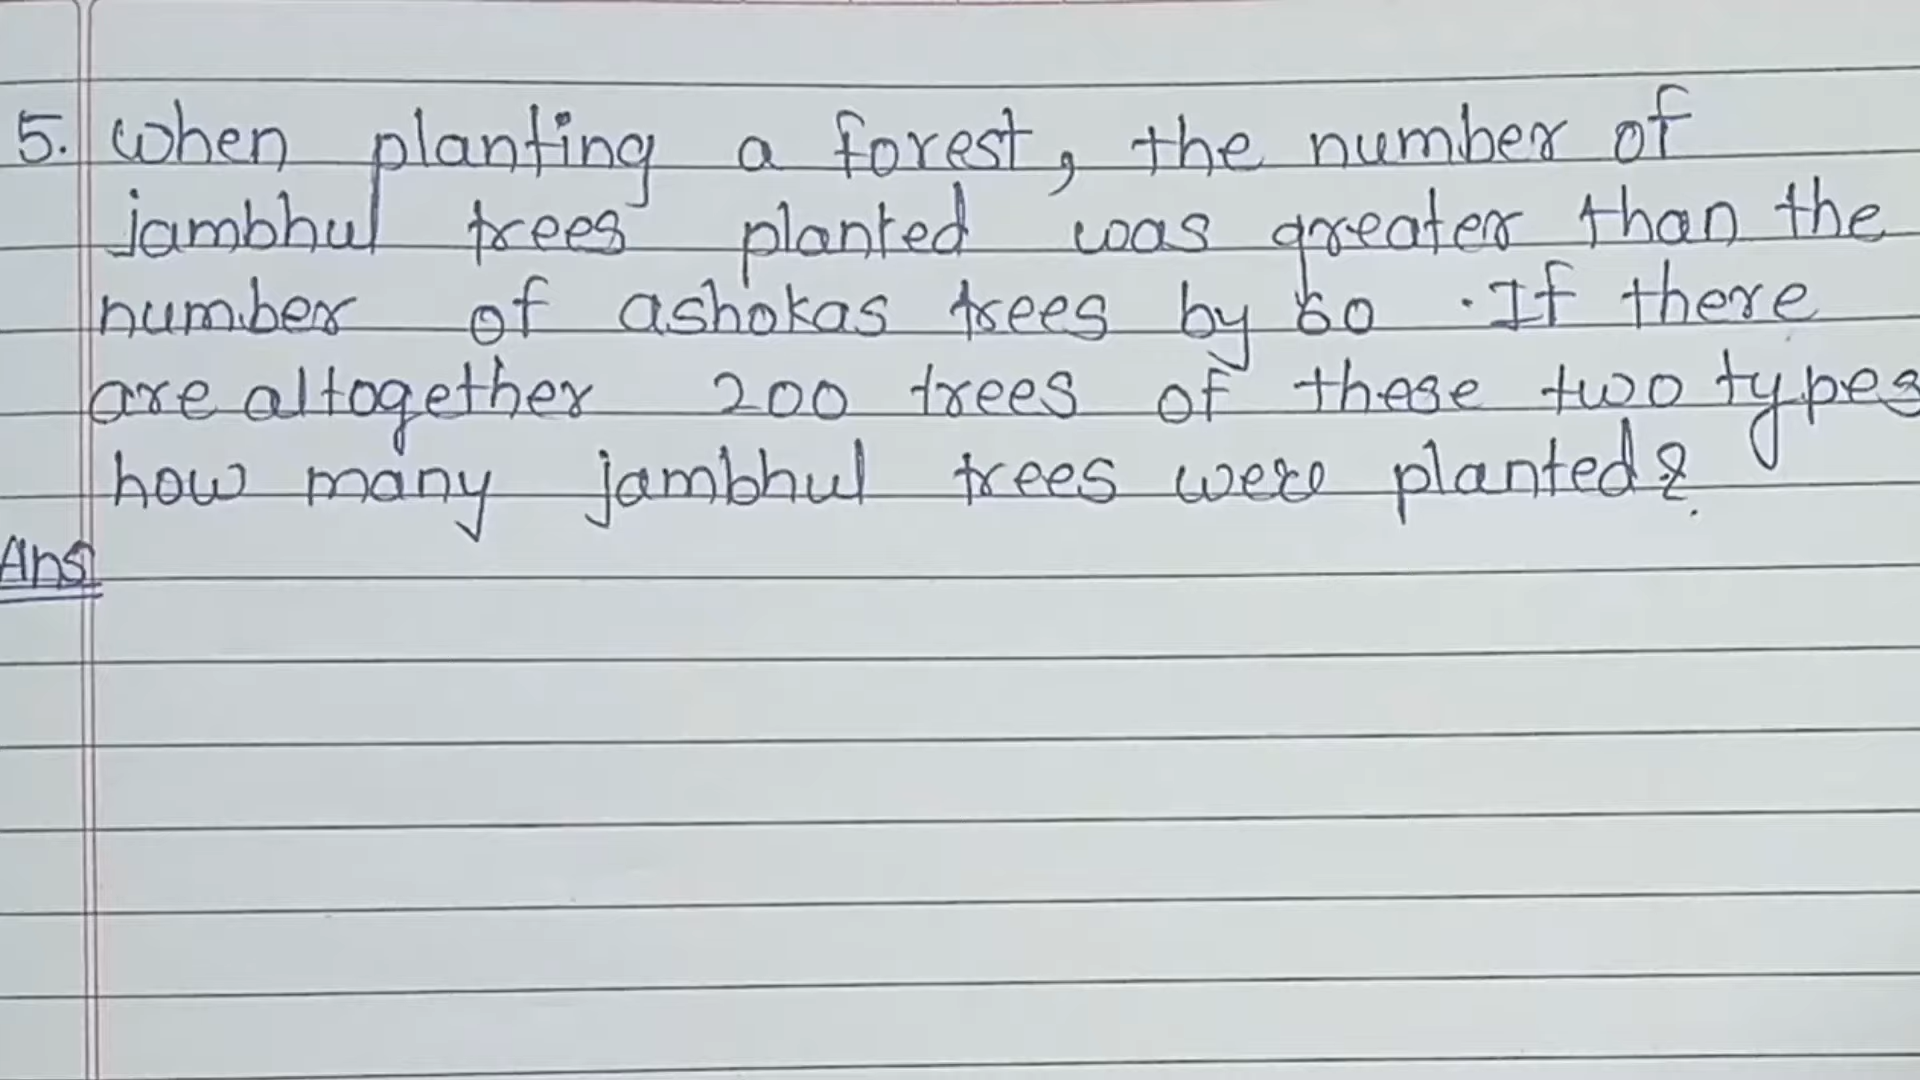 5. When planting a forest, the number of
jambhul trees planted was greater than the
number of ashokas trees by 60 . If there
are altogether 200 trees of these two types
how many jambhul trees were planted?
Ans